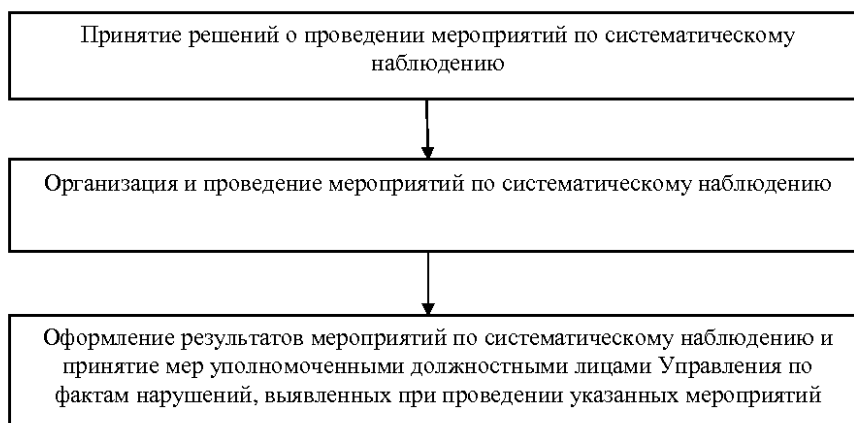 Принятие решений о проведении мероприятий по систематическому
наблюдению
Организация и проведение мероприятий по систематическому наблюдению
Оформление результатов мероприятий по систематическому наблюдению и
принятие мер уполномоченными должностными лицами Управления по
фактам нарушений, выявленных при проведении указанных мероприятий